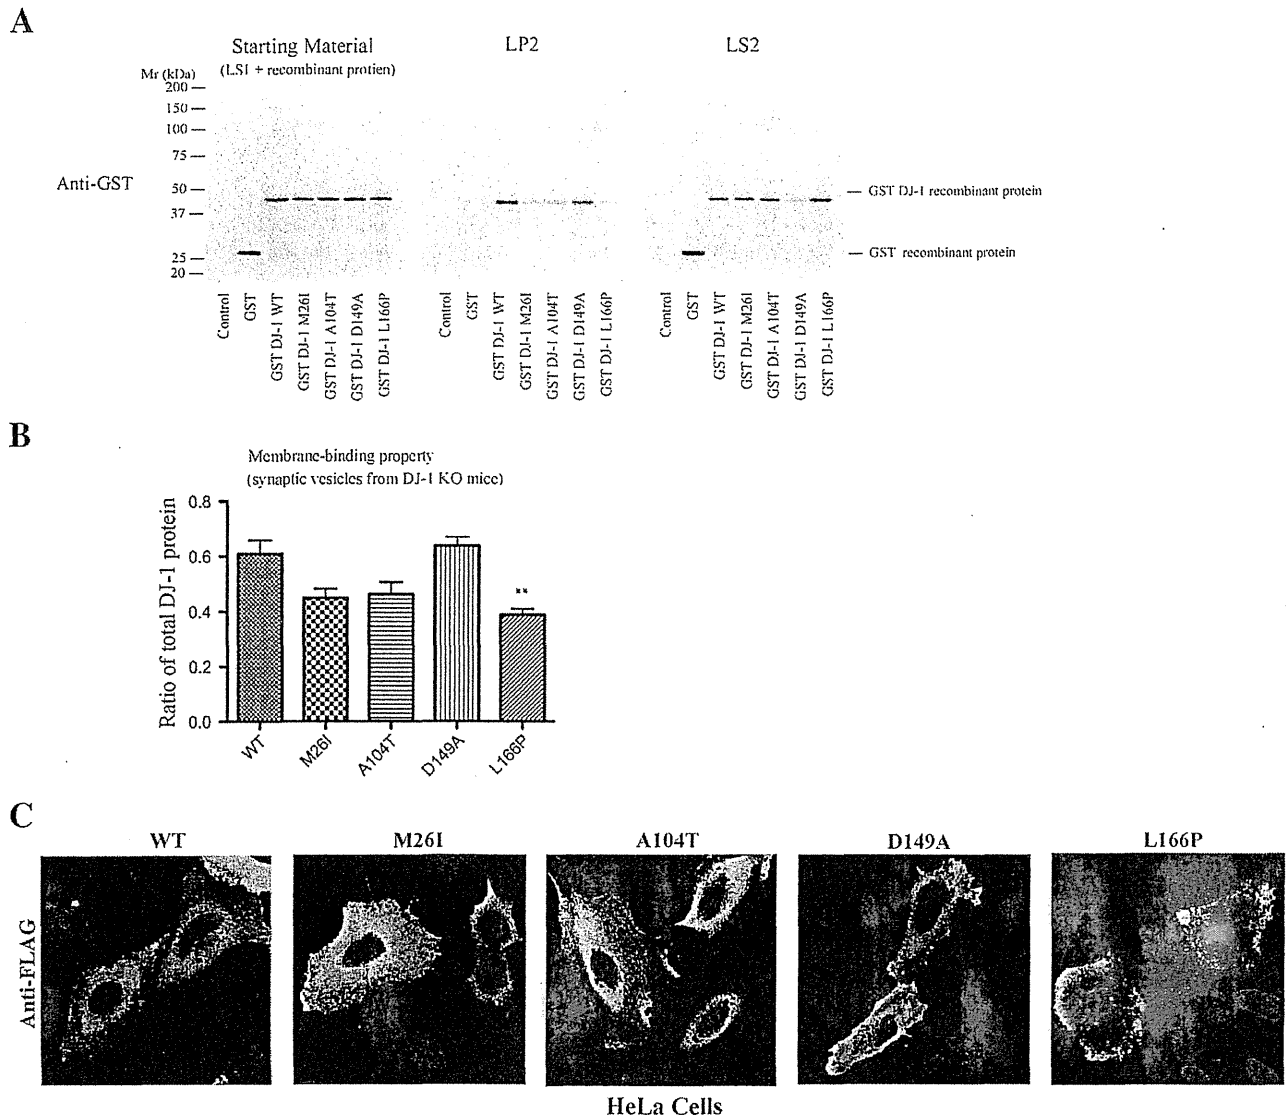 A
Starting Material
(LS1 + recombinant protien)
LP2
LS2
Mr (kDa)
200
150
100
75
50
37
25
20
Anti-GST
GST DJ-1 recombinant protein
GST recombinant protein
Control
GST
GST DJ-1 WT
GST DJ-1 M26I
GST DJ-1 A104T
GST DJ-1 D149A
GST DJ-1 L166P
Control
GST
GST DJ-1 WT
GST DJ-1 M26I
GST DJ-1 A104T
GST DJ-1 D149A
GST DJ-1 L166P
Control
GST
GST DJ-1 WT
GST DJ-1 M26I
GST DJ-1 A104T
GST DJ-1 D149A
GST DJ-1 L166P
B
Membrane-binding property
(synaptic vesicles from DJ-1 KO mice)
Ratio of total DJ-1 protein
0.8
0.6
0.4
0.2
0.0
**
WT
M26I
A104T
D149A
L166P
C
WT
M26I
A104T
D149A
L166P
Anti-FLAG
HeLa Cells